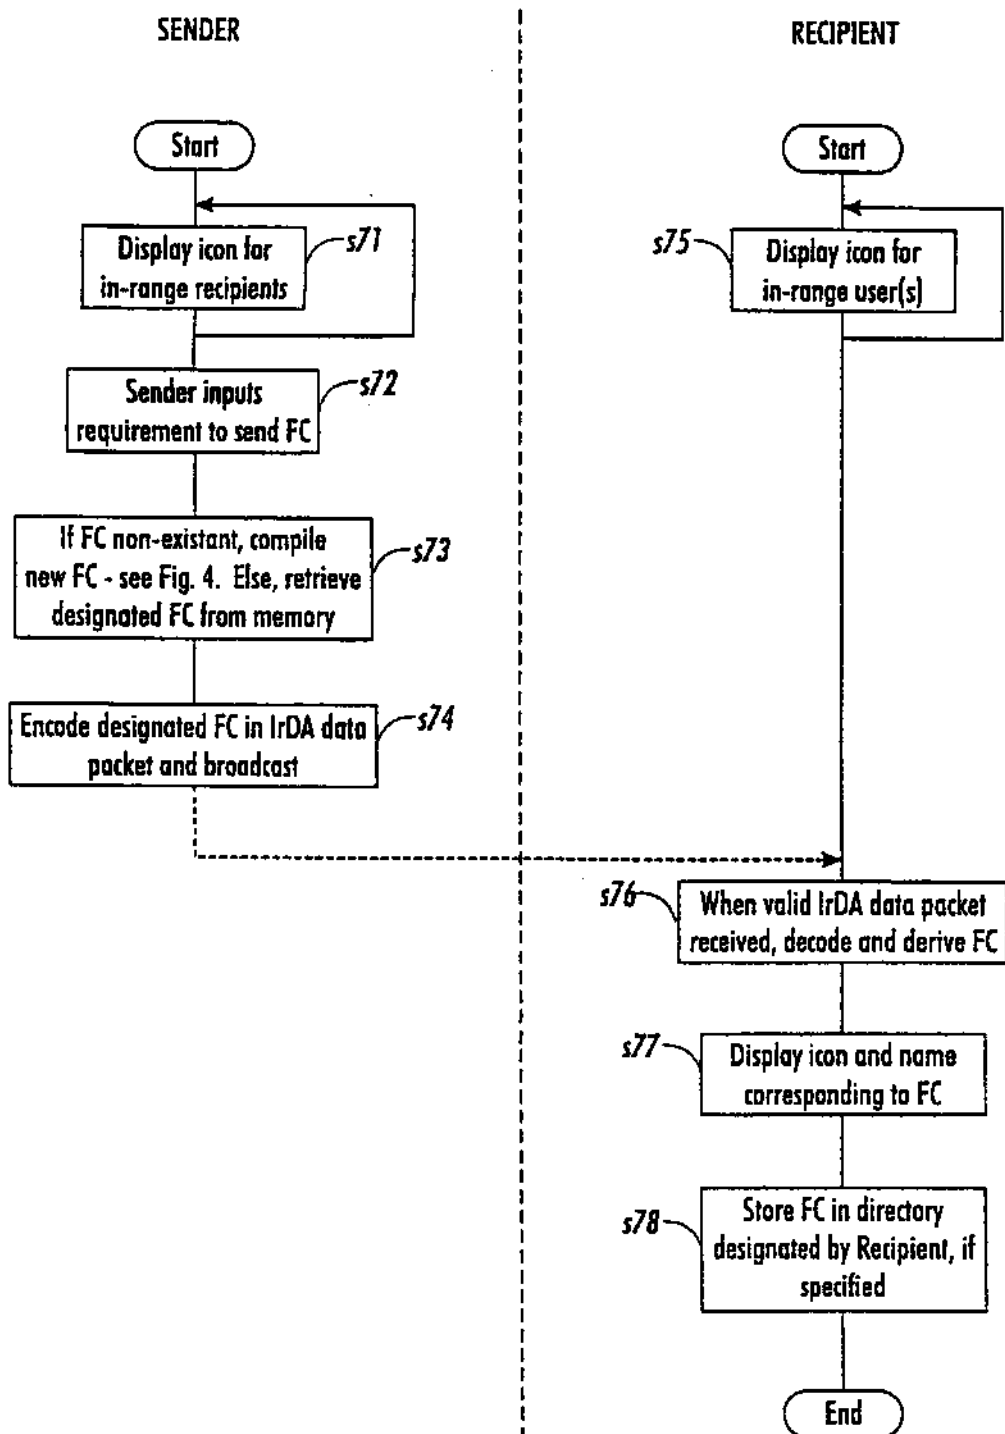 SENDER
Start
Display icon for
in-range recipients
s71
Sender inputs
requirement to send FC
s72
If FC non-existant, compile
new FC - see Fig. 4. Else, retrieve
designated FC from memory
s73
Encode designated FC in IrDA data
packet and broadcast
s74
RECIPIENT
Start
s75
Display icon for
in-range user(s)
s76
When valid IrDA data packet
received, decode and derive FC
s77
Display icon and name
corresponding to FC
s78
Store FC in directory
designated by Recipient, if
specified
End